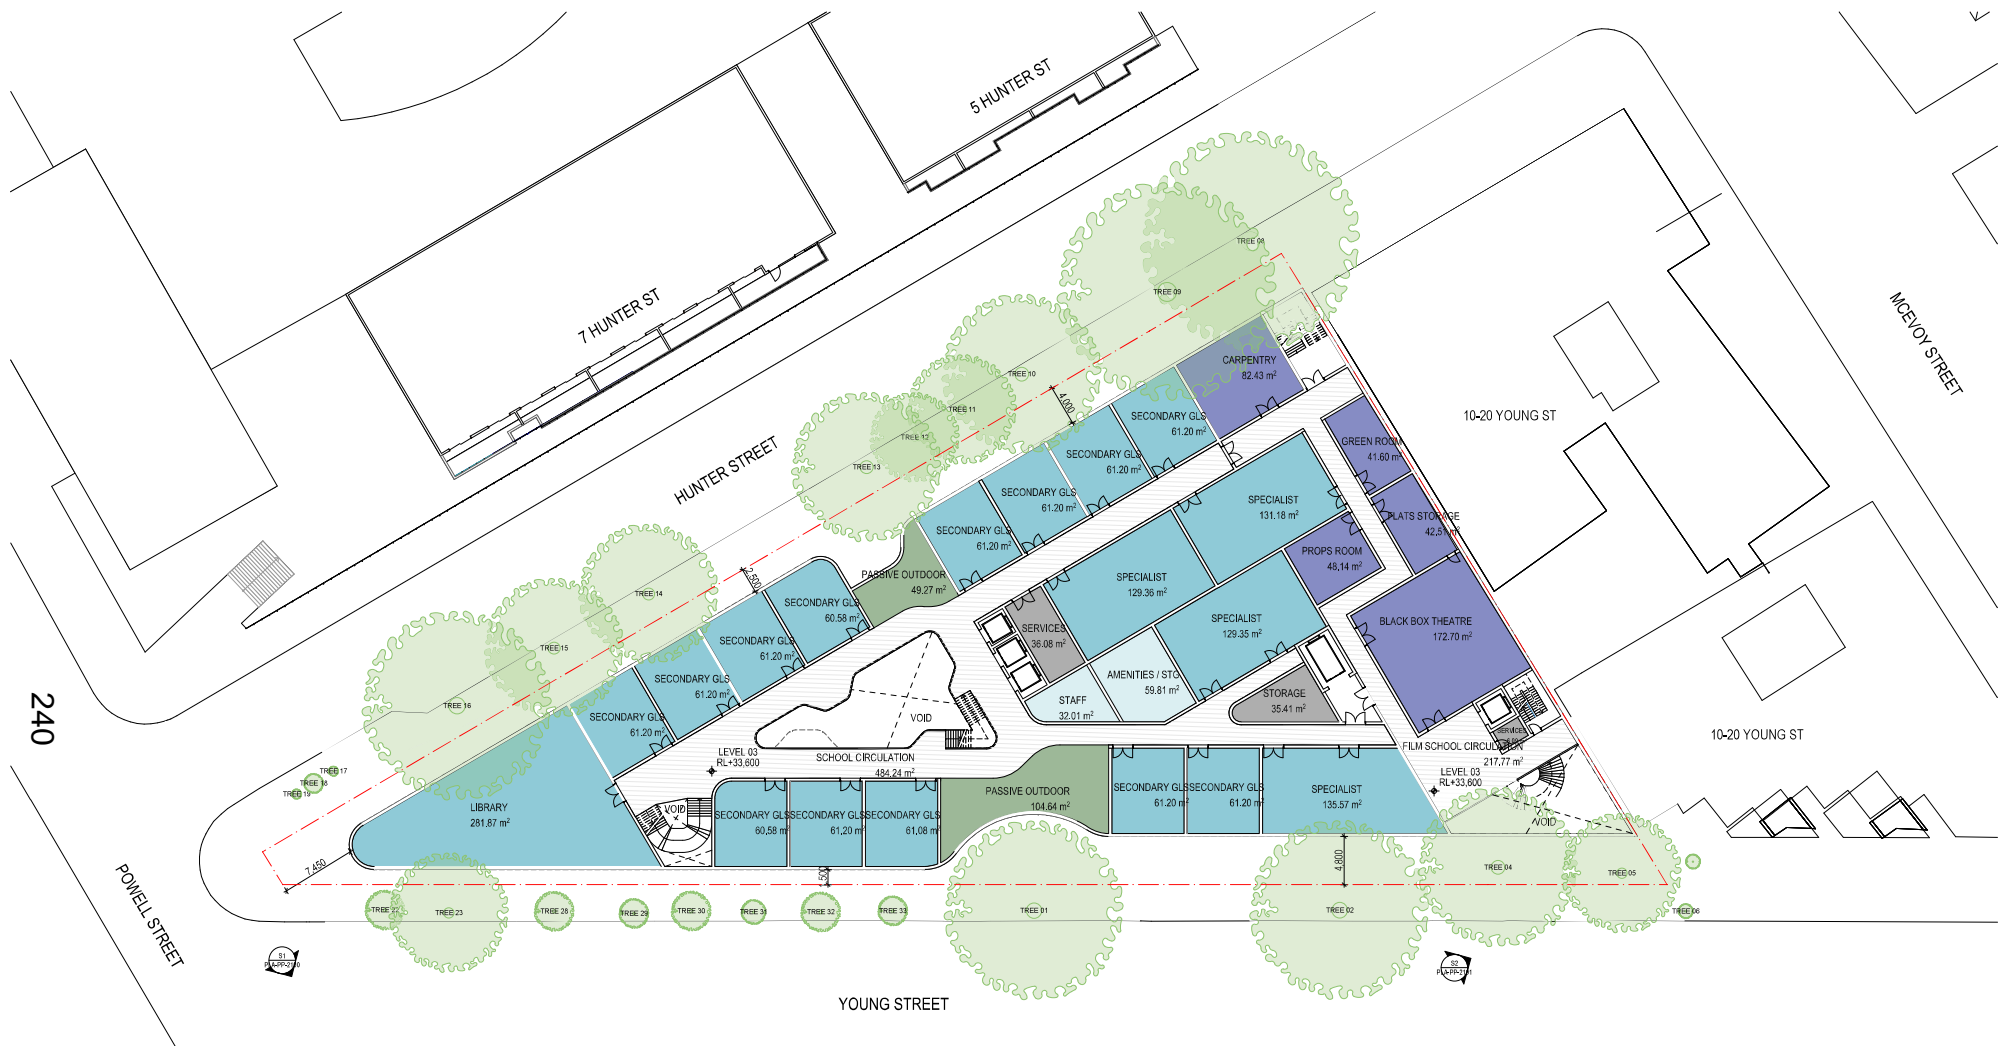 5 HUNTER ST
7 HUNTER ST
HUNTER STREET
MCEVOY STREET
10-20 YOUNG ST
10-20 YOUNG ST
POWELL STREET
YOUNG STREET
240
TREE 08
TREE 09
TREE 10
TREE 11
TREE 12
TREE 13
TREE 14
TREE 15
TREE 16
TREE 17
TREE 18
TREE 19
4,000
2,500
7,450
4,800
CARPENTRY
82.43 m²
SECONDARY GLS
61.20 m²
SECONDARY GLS
61.20 m²
SECONDARY GLS
61.20 m²
SECONDARY GLS
61.20 m²
GREEN ROOM
41.60 m²
FLATS STORAGE
SPECIALIST
131.18 m²
PROPS ROOM
48.14 m²
PASSIVE OUTDOOR
49.27 m²
SPECIALIST
129.36 m²
SECONDARY GLS
60.58 m²
SECONDARY GLS
61.20 m²
SECONDARY GLS
61.20 m²
SECONDARY GLS
61.20 m²
SERVICES
36.08 m²
SPECIALIST
129.35 m²
BLACK BOX THEATRE
172.70 m²
AMENITIES / STG
59.81 m²
STAFF
32.01 m²
STORAGE
35.41 m²
VOID
SERVICES
FILM SCHOOL CIRCULATION
217.77 m²
LEVEL 03
RL+33,600
SCHOOL CIRCULATION
484.24 m²
LEVEL 03
RL+33,600
LIBRARY
281.87 m²
VOID
SECONDARY GLS
60.58 m²
SECONDARY GLS
61.20 m²
SECONDARY GLS
61.08 m²
PASSIVE OUTDOOR
104.64 m²
SECONDARY GLS
61.20 m²
SECONDARY GLS
61.20 m²
SPECIALIST
135.57 m²
VOID
TREE 04
TREE 05
TREE 23
TREE 28
TREE 29
TREE 30
TREE 31
TREE 32
TREE 33
TREE 01
TREE 02
TREE 06
S1
S2